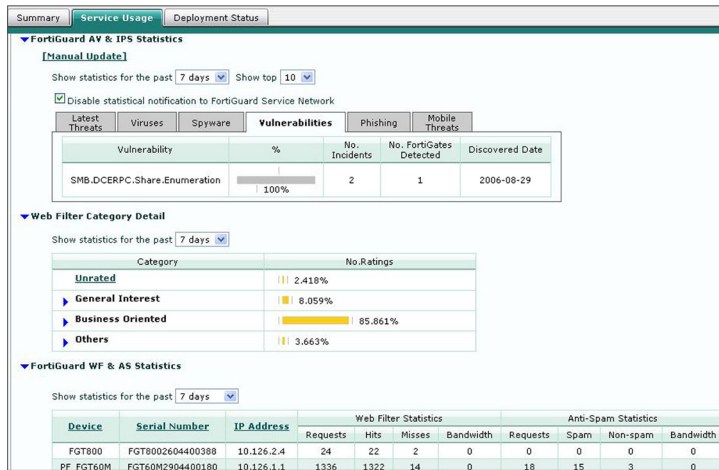 Summary Service Usage Deployment Status
FortiGuard AV & IPS Statistics
[Manual Update]
Show statistics for the past 7 days Show top 10
Disable statistical notification to FortiGuard Service Network
Latest Threats Viruses Spyware Vulnerabilities Phishing Mobile Threats
Vulnerability % No. Incidents No. FortiGates Detected Discovered Date
SMB.DCERPC.Share.Enumeration 100% 2 1 2006-08-29
Web Filter Category Detail
Show statistics for the past 7 days
Category No.Ratings
Unrated 2.418%
General Interest 8.059%
Business Oriented 85.861%
Others 3.663%
FortiGuard WF & AS Statistics
Show statistics for the past 7 days
Device Serial Number IP Address Web Filter Statistics Anti-Spam Statistics
Requests Hits Misses Bandwidth Requests Spam Non-spam Bandwidth
FGT800 FGT8002604400388 10.126.2.4 24 22 2 0 0 0 0 0
PF_FGT60M FGT60M2904400180 10.126.1.1 1336 1322 14 0 18 15 3 0